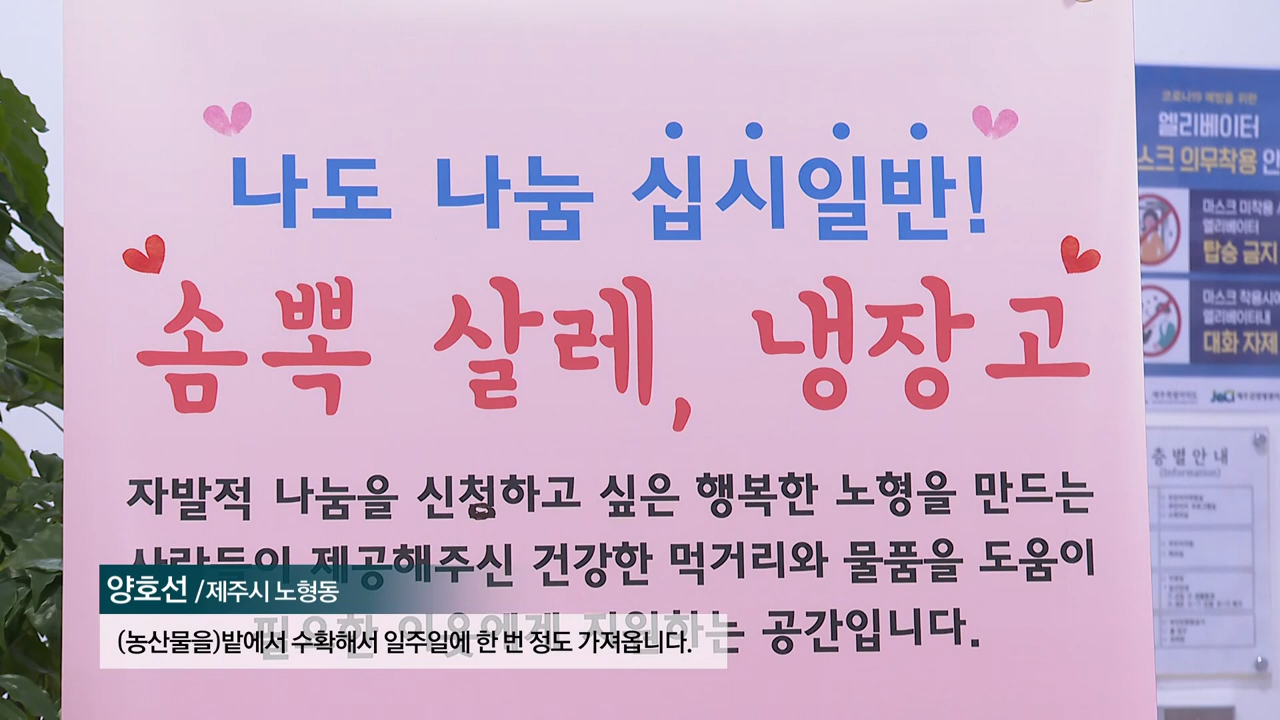 나도 나눔 십시일반!
솜뽁 살레, 냉장고
자발적 나눔을 신청하고 싶은 행복한 노형을 만드는
사람들이 제공해주신 건강한 먹거리와 물품을 도움이
필요한 이웃에게 지원하는 공간입니다.
양호선 / 제주시 노형동
(농산물을)밭에서 수확해서 일주일에 한 번 정도 가져옵니다.
코로나19 예방을 위한
엘리베이터
스크 의무착용
마스크 미착용
엘리베이터
탑승 금지
마스크 착용시
엘리베이터내
대화 자제
층별안내
(Information)